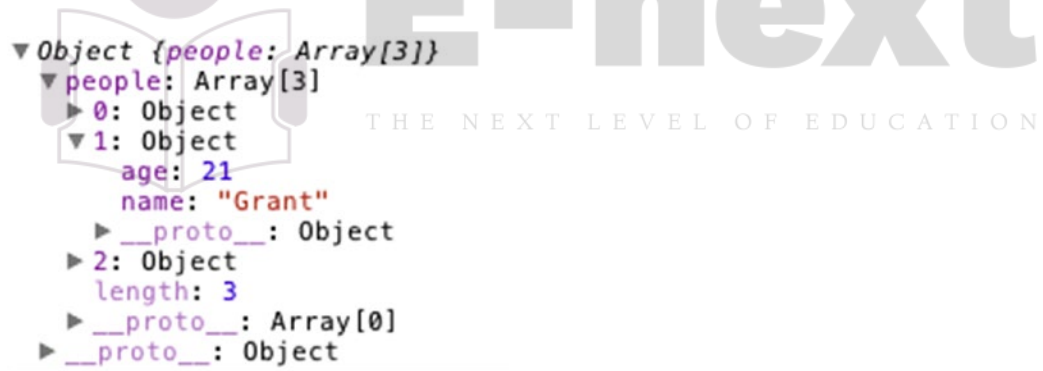 E-next
THE NEXT LEVEL OF EDUCATION
▼Object {people: Array[3]}
▼people: Array[3]
▶0: Object
▼1: Object
age: 21
name: "Grant"
▶__proto__: Object
▶2: Object
length: 3
▶__proto__: Array[0]
▶__proto__: Object